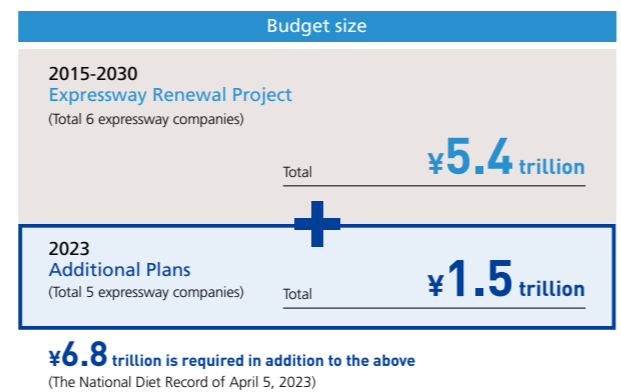 Budget size
2015-2030
Expressway Renewal Project
(Total 6 expressway companies)
Total ¥5.4 trillion
+
2023
Additional Plans
(Total 5 expressway companies)
Total ¥1.5 trillion
¥6.8 trillion is required in addition to the above
(The National Diet Record of April 5, 2023)